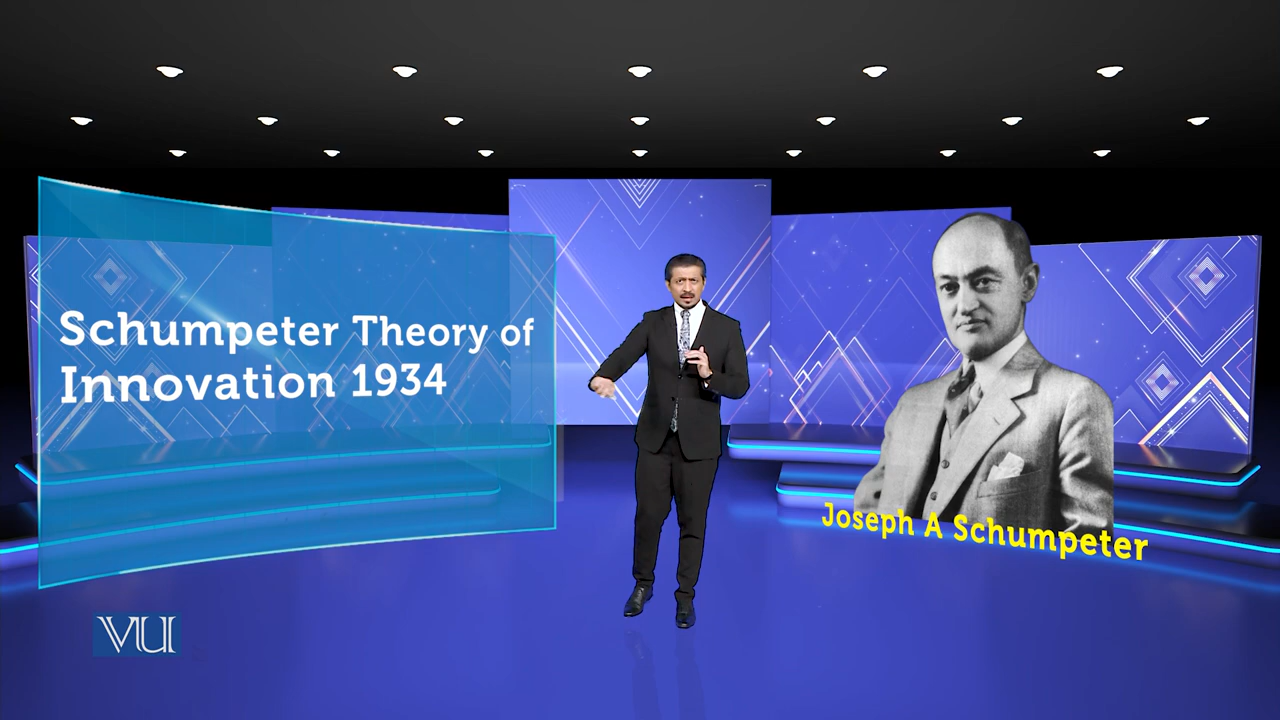 Schumpeter Theory of
Innovation 1934
Joseph A Schumpeter
VU